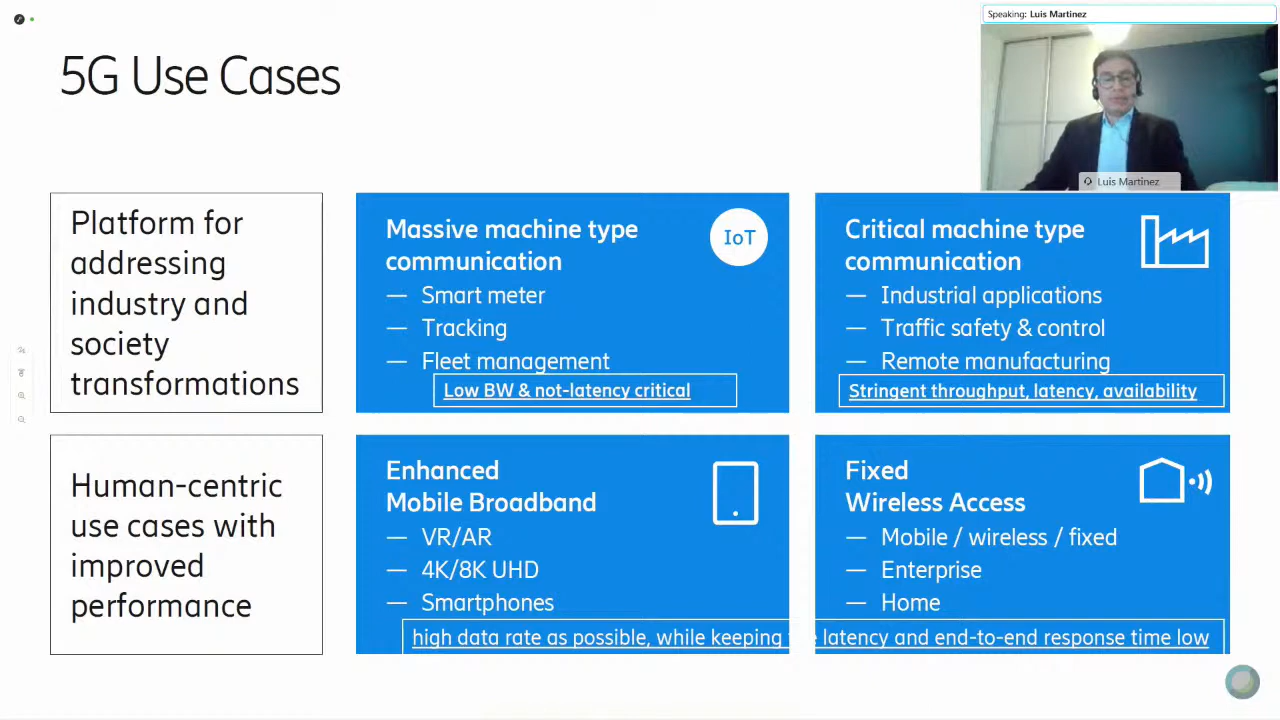 Speaking: Luis Martinez
5G Use Cases
Luis Martinez
Platform for
addressing
industry and
society
transformations
Massive machine type
communication
IoT
— Smart meter
— Tracking
— Fleet management
Low BW & not-latency critical
Critical machine type
communication
— Industrial applications
— Traffic safety & control
— Remote manufacturing
Stringent throughput, latency, availability
Human-centric
use cases with
improved
performance
Enhanced
Mobile Broadband
— VR/AR
— 4K/8K UHD
— Smartphones
Fixed
Wireless Access
— Mobile / wireless / fixed
— Enterprise
— Home
high data rate as possible, while keeping latency and end-to-end response time low